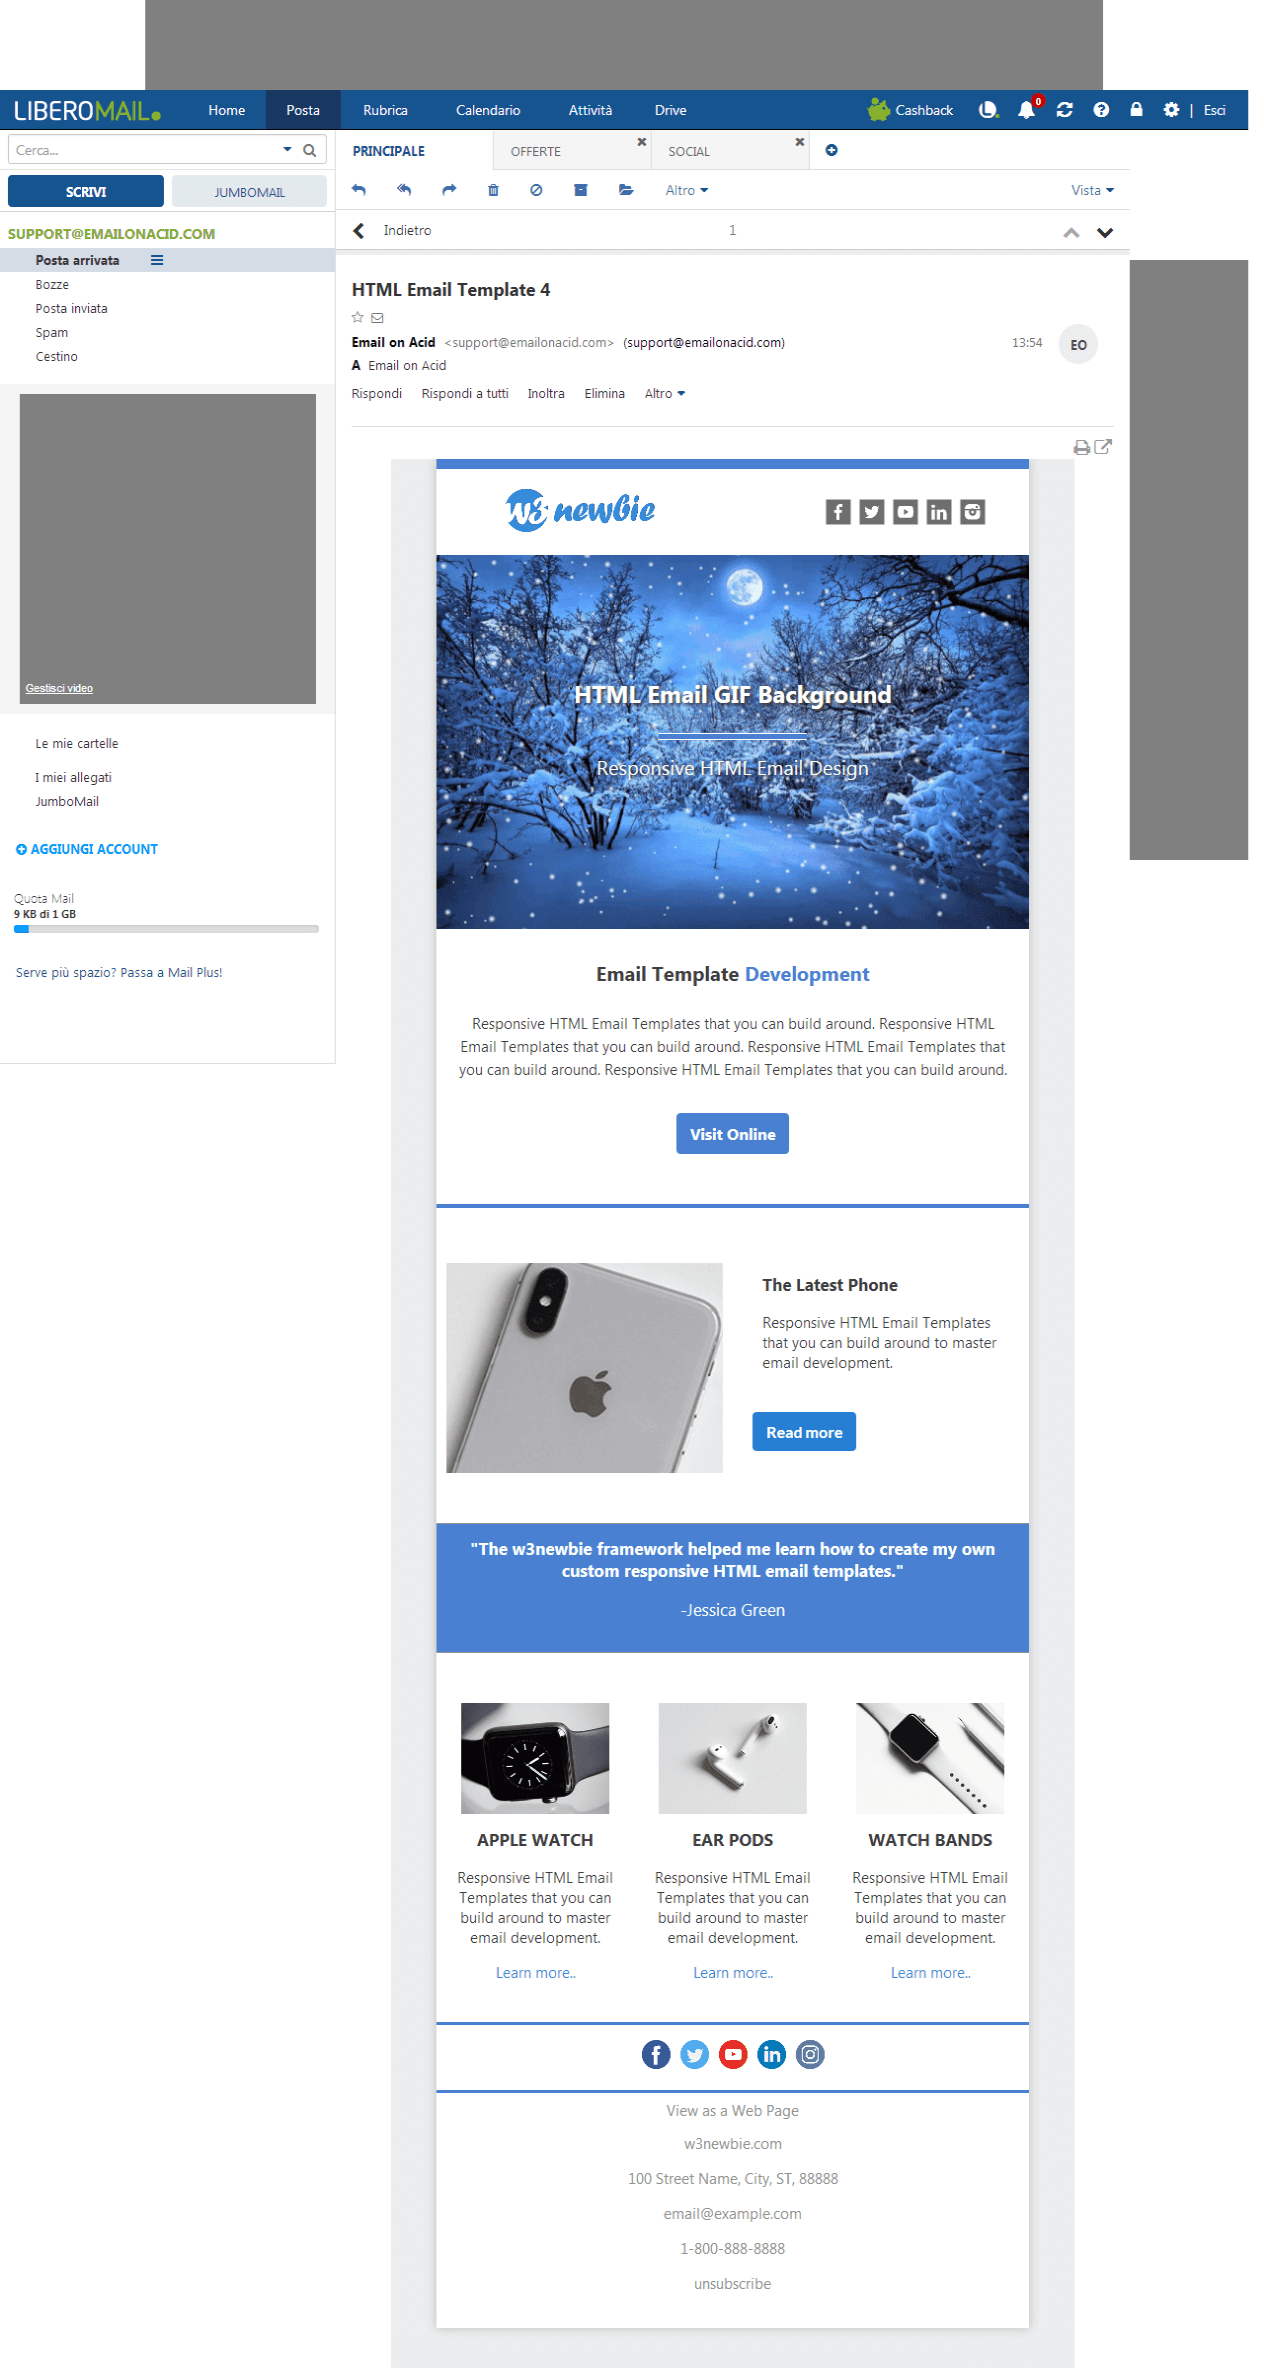 LIBEROMAIL
Home
Posta
Rubrica
Calendario
Attività
Drive
Cashback
0
| Esci
Cerca...
SCRIVI
JUMBOMAIL
SUPPORT@EMAILONACID.COM
Posta arrivata
Bozze
Posta inviata
Spam
Cestino
Gestisci video
Le mie cartelle
I miei allegati
JumboMail
AGGIUNGI ACCOUNT
Quota Mail
9 KB di 1 GB
Serve più spazio? Passa a Mail Plus!
PRINCIPALE
OFFERTE
SOCIAL
Altro
Vista
Indietro
1
HTML Email Template 4
Email on Acid <support@emailonacid.com> (support@emailonacid.com)
13:54
EO
A Email on Acid
Rispondi
Rispondi a tutti
Inoltra
Elimina
Altro
w3 newbie
HTML Email GIF Background
Responsive HTML Email Design
Email Template Development
Responsive HTML Email Templates that you can build around. Responsive HTML
Email Templates that you can build around. Responsive HTML Email Templates that
you can build around. Responsive HTML Email Templates that you can build around.
Visit Online
The Latest Phone
Responsive HTML Email Templates
that you can build around to master
email development.
Read more
"The w3newbie framework helped me learn how to create my own
custom responsive HTML email templates."
-Jessica Green
APPLE WATCH
Responsive HTML Email
Templates that you can
build around to master
email development.
Learn more..
EAR PODS
Responsive HTML Email
Templates that you can
build around to master
email development.
Learn more..
WATCH BANDS
Responsive HTML Email
Templates that you can
build around to master
email development.
Learn more..
View as a Web Page
w3newbie.com
100 Street Name, City, ST, 88888
email@example.com
1-800-888-8888
unsubscribe